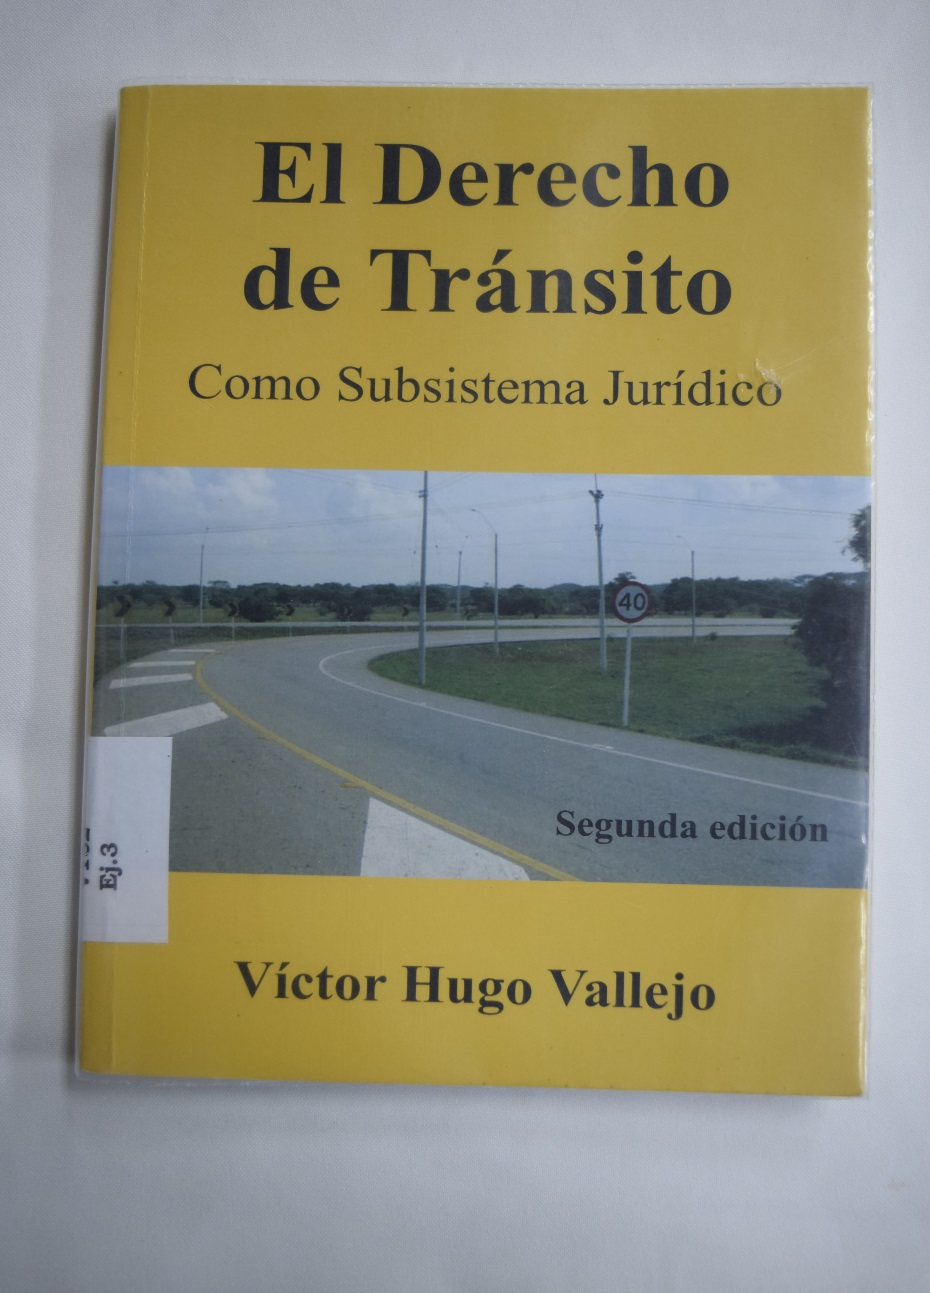 El Derecho
de Tránsito
Como Subsistema Jurídico
40
Segunda edición
Ej.3
Víctor Hugo Vallejo